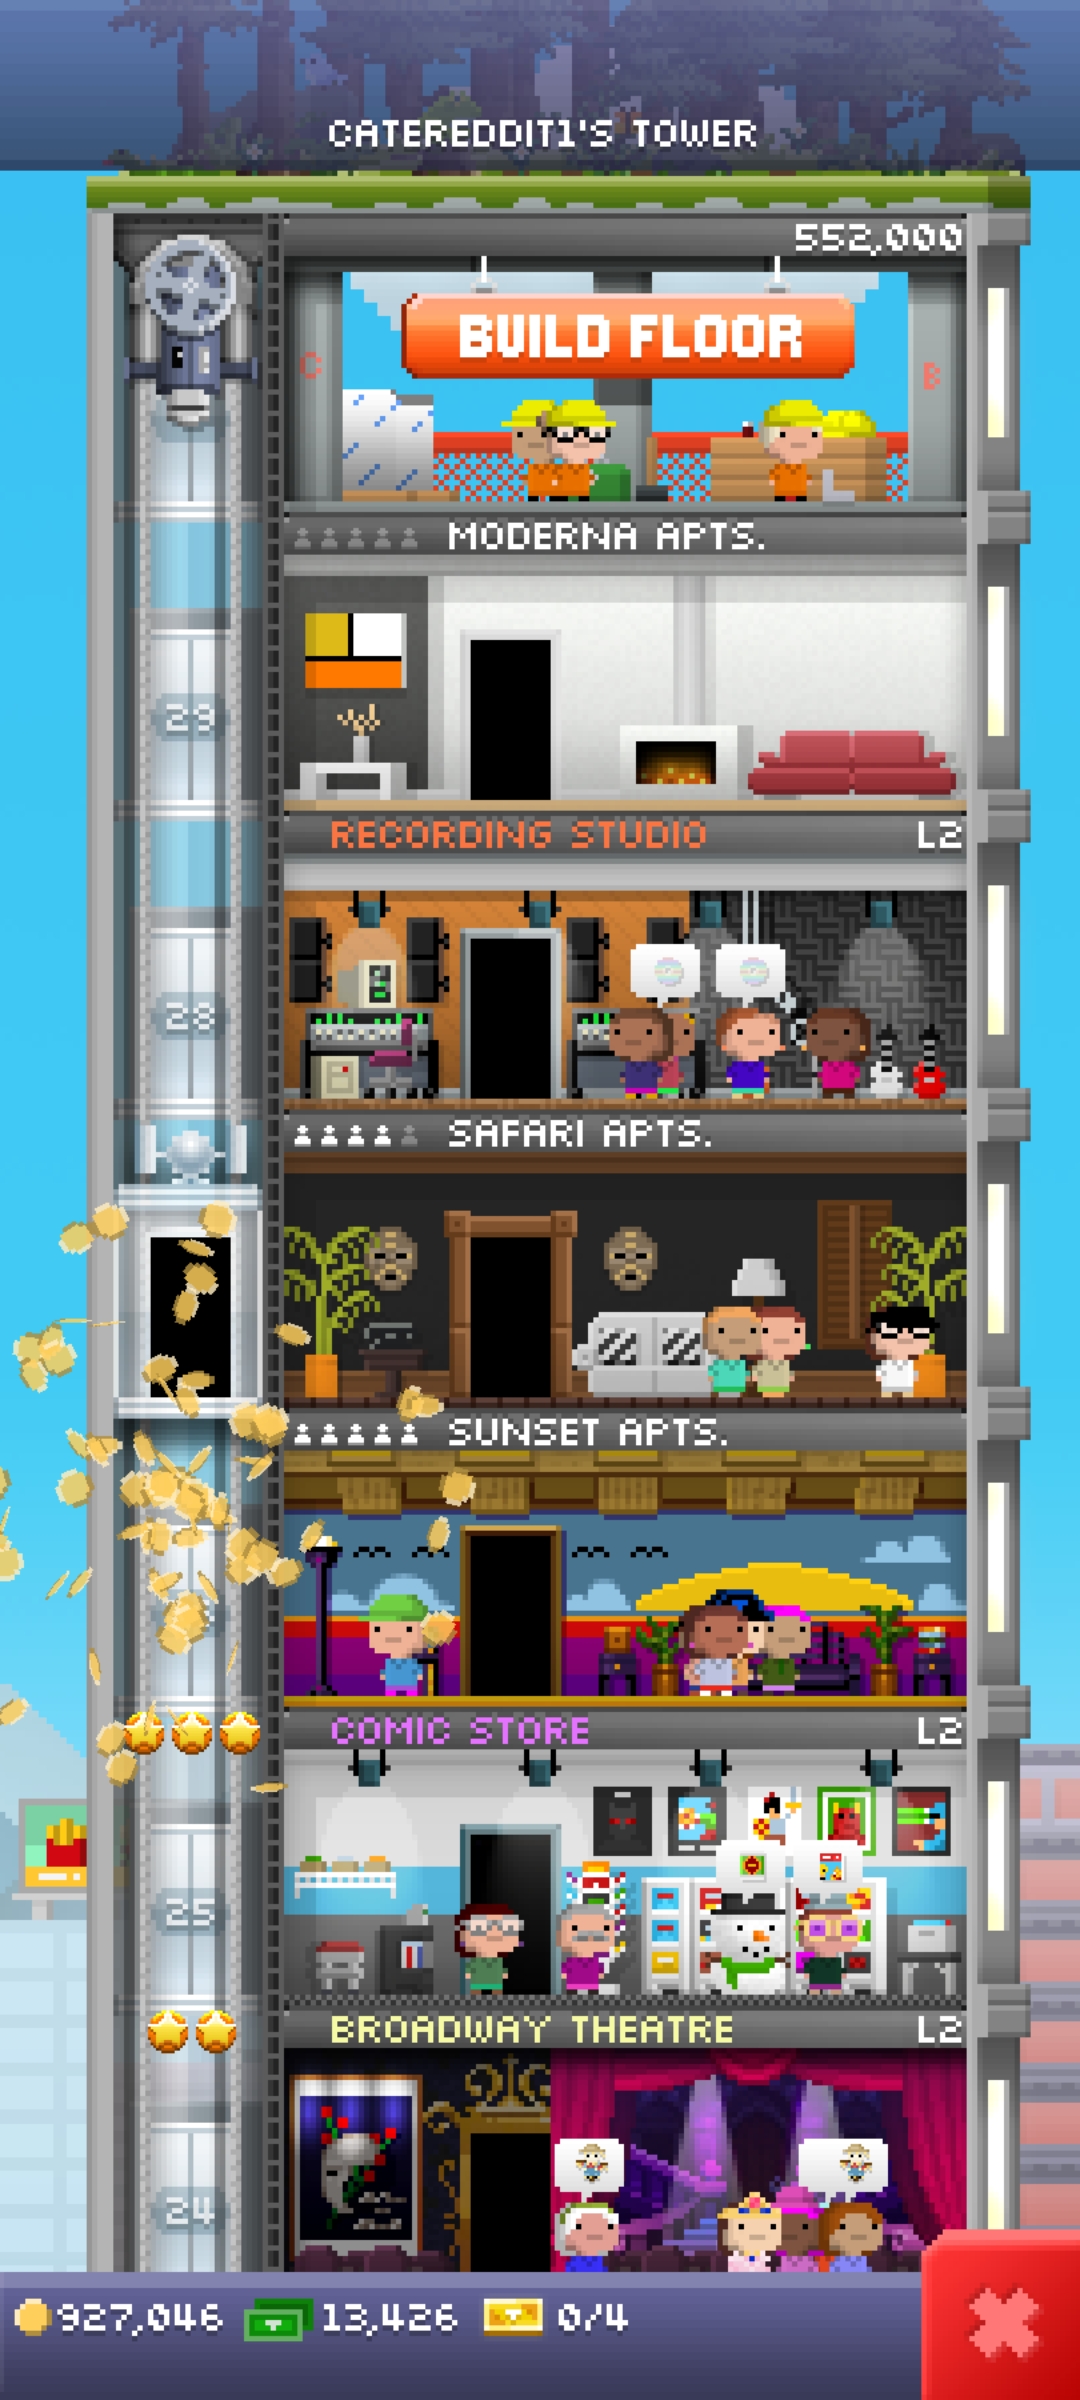 CATEREDDIT1'S TOWER
552,000
BUILD FLOOR
C
B
MODERNA APTS.
29
RECORDING STUDIO L2
28
SAFARI APTS.
SUNSET APTS.
COMIC STORE L2
25
BROADWAY THEATRE L2
24
927,046 13,426 0/4